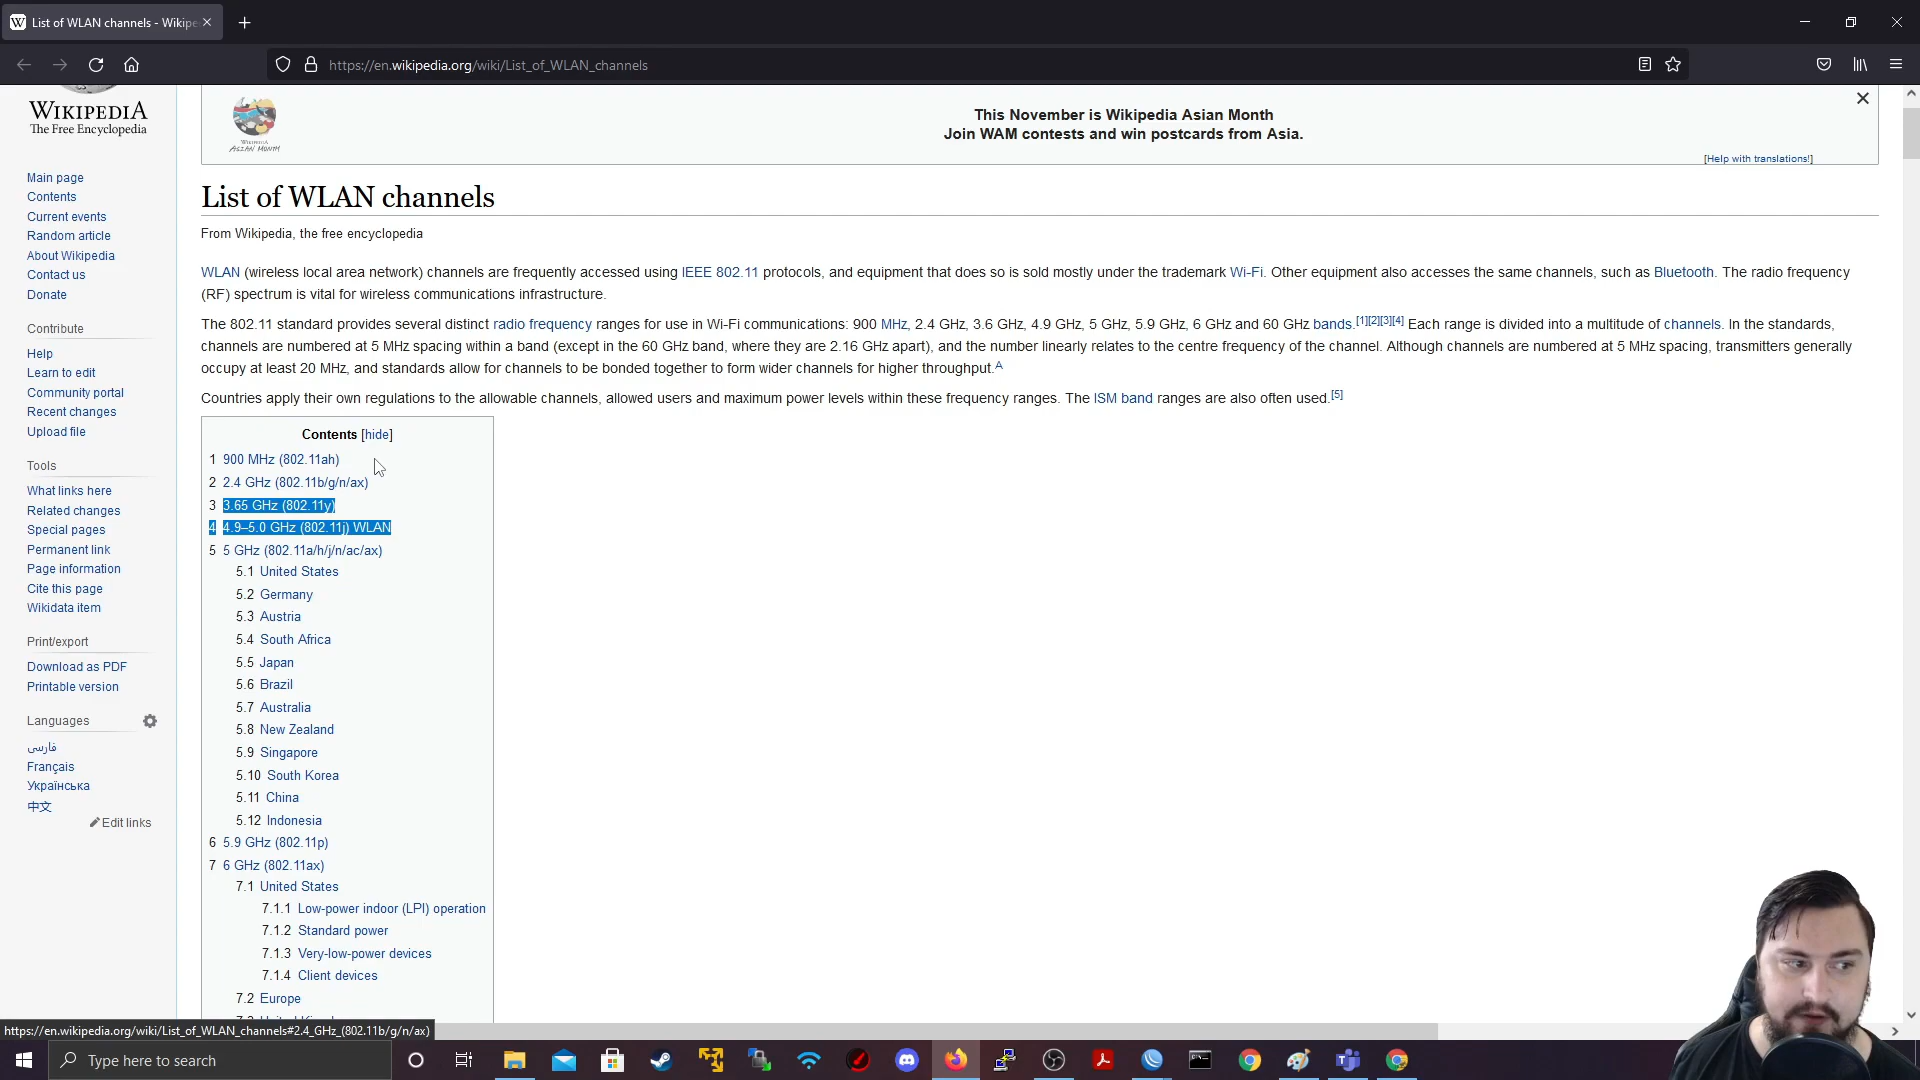 List of WLAN channels - Wikipe
https://en.wikipedia.org/wiki/List_of_WLAN_channels
WIKIPEDIA
The Free Encyclopedia
Main page
Contents
Current events
Random article
About Wikipedia
Contact us
Donate
Contribute
Help
Learn to edit
Community portal
Recent changes
Upload file
Tools
What links here
Related changes
Special pages
Permanent link
Page information
Cite this page
Wikidata item
Print/export
Download as PDF
Printable version
Languages
فارسی
Français
Українська
中文
Edit links
WIKIPEDIA
ASIAN MONTH
This November is Wikipedia Asian Month
Join WAM contests and win postcards from Asia.
[Help with translations!]
List of WLAN channels
From Wikipedia, the free encyclopedia
WLAN (wireless local area network) channels are frequently accessed using IEEE 802.11 protocols, and equipment that does so is sold mostly under the trademark Wi-Fi. Other equipment also accesses the same channels, such as Bluetooth. The radio frequency
(RF) spectrum is vital for wireless communications infrastructure.
The 802.11 standard provides several distinct radio frequency ranges for use in Wi-Fi communications: 900 MHz, 2.4 GHz, 3.6 GHz, 4.9 GHz, 5 GHz, 5.9 GHz, 6 GHz and 60 GHz bands.[1][2][3][4] Each range is divided into a multitude of channels. In the standards,
channels are numbered at 5 MHz spacing within a band (except in the 60 GHz band, where they are 2.16 GHz apart), and the number linearly relates to the centre frequency of the channel. Although channels are numbered at 5 MHz spacing, transmitters generally
occupy at least 20 MHz, and standards allow for channels to be bonded together to form wider channels for higher throughput.A
Countries apply their own regulations to the allowable channels, allowed users and maximum power levels within these frequency ranges. The ISM band ranges are also often used.[5]
Contents [hide]
1 900 MHz (802.11ah)
2 2.4 GHz (802.11b/g/n/ax)
3 3.65 GHz (802.11y)
4 4.9–5.0 GHz (802.11j) WLAN
5 5 GHz (802.11a/h/j/n/ac/ax)
5.1 United States
5.2 Germany
5.3 Austria
5.4 South Africa
5.5 Japan
5.6 Brazil
5.7 Australia
5.8 New Zealand
5.9 Singapore
5.10 South Korea
5.11 China
5.12 Indonesia
6 5.9 GHz (802.11p)
7 6 GHz (802.11ax)
7.1 United States
7.1.1 Low-power indoor (LPI) operation
7.1.2 Standard power
7.1.3 Very-low-power devices
7.1.4 Client devices
7.2 Europe
https://en.wikipedia.org/wiki/List_of_WLAN_channels#2.4_GHz_(802.11b/g/n/ax)
Type here to search